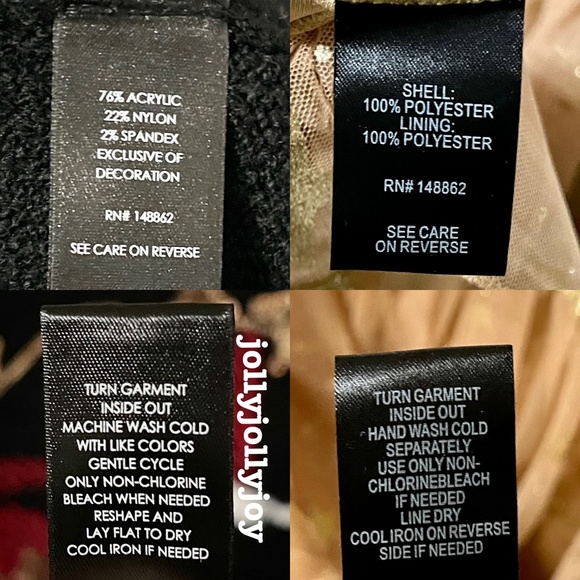 76% ACRYLIC
22% NYLON
2% SPANDEX
EXCLUSIVE OF
DECORATION
RN# 148862
SEE CARE ON REVERSE
SHELL:
100% POLYESTER
LINING:
100% POLYESTER
RN# 148862
SEE CARE
ON REVERSE
TURN GARMENT
INSIDE OUT
MACHINE WASH COLD
WITH LIKE COLORS
GENTLE CYCLE
ONLY NON-CHLORINE
BLEACH WHEN NEEDED
RESHAPE AND
LAY FLAT TO DRY
COOL IRON IF NEEDED
jollyjollyjoy
TURN GARMENT
INSIDE OUT
HAND WASH COLD
SEPARATELY
USE ONLY NON-
CHLORINEBLEACH
IF NEEDED
LINE DRY
COOL IRON ON REVERSE
SIDE IF NEEDED